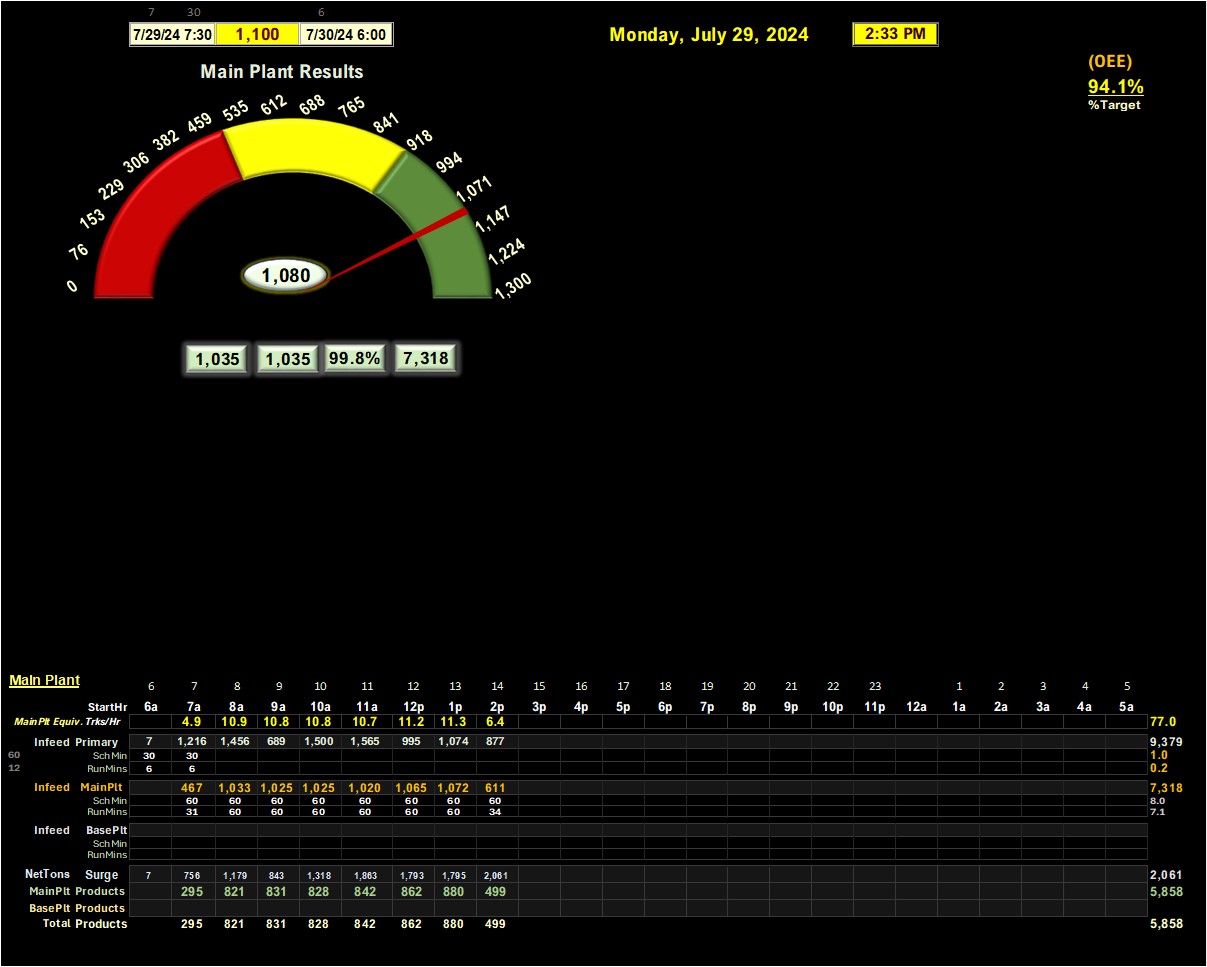 7 30 6
7/29/24 7:30 1,100 7/30/24 6:00 Monday, July 29, 2024 2:33 PM
(OEE)
94.1%
%Target
Main Plant Results
0 76 153 229 306 382 459 535 612 688 765 841 918 994 1,071 1,147 1,224 1,300
1,080
1,035 1,035 99.8% 7,318
Main Plant
6 7 8 9 10 11 12 13 14 15 16 17 18 19 20 21 22 23 1 2 3 4 5
StartHr 6a 7a 8a 9a 10a 11a 12p 1p 2p 3p 4p 5p 6p 7p 8p 9p 10p 11p 12a 1a 2a 3a 4a 5a
MainPlt Equiv. Trks/Hr 4.9 10.9 10.8 10.8 10.7 11.2 11.3 6.4 77.0
Infeed Primary 7 1,216 1,456 689 1,500 1,565 995 1,074 877 9,379
60 Sch Min 30 30 1.0
12 RunMins 6 6 0.2
Infeed MainPlt 467 1,033 1,025 1,025 1,020 1,065 1,072 611 7,318
Sch Min 60 60 60 60 60 60 60 60 8.0
RunMins 31 60 60 60 60 60 60 34 7.1
Infeed BasePlt
Sch Min
RunMins
NetTons Surge 7 756 1,179 843 1,318 1,863 1,793 1,795 2,061 2,061
MainPlt Products 295 821 831 828 842 862 880 499 5,858
BasePlt Products
Total Products 295 821 831 828 842 862 880 499 5,858